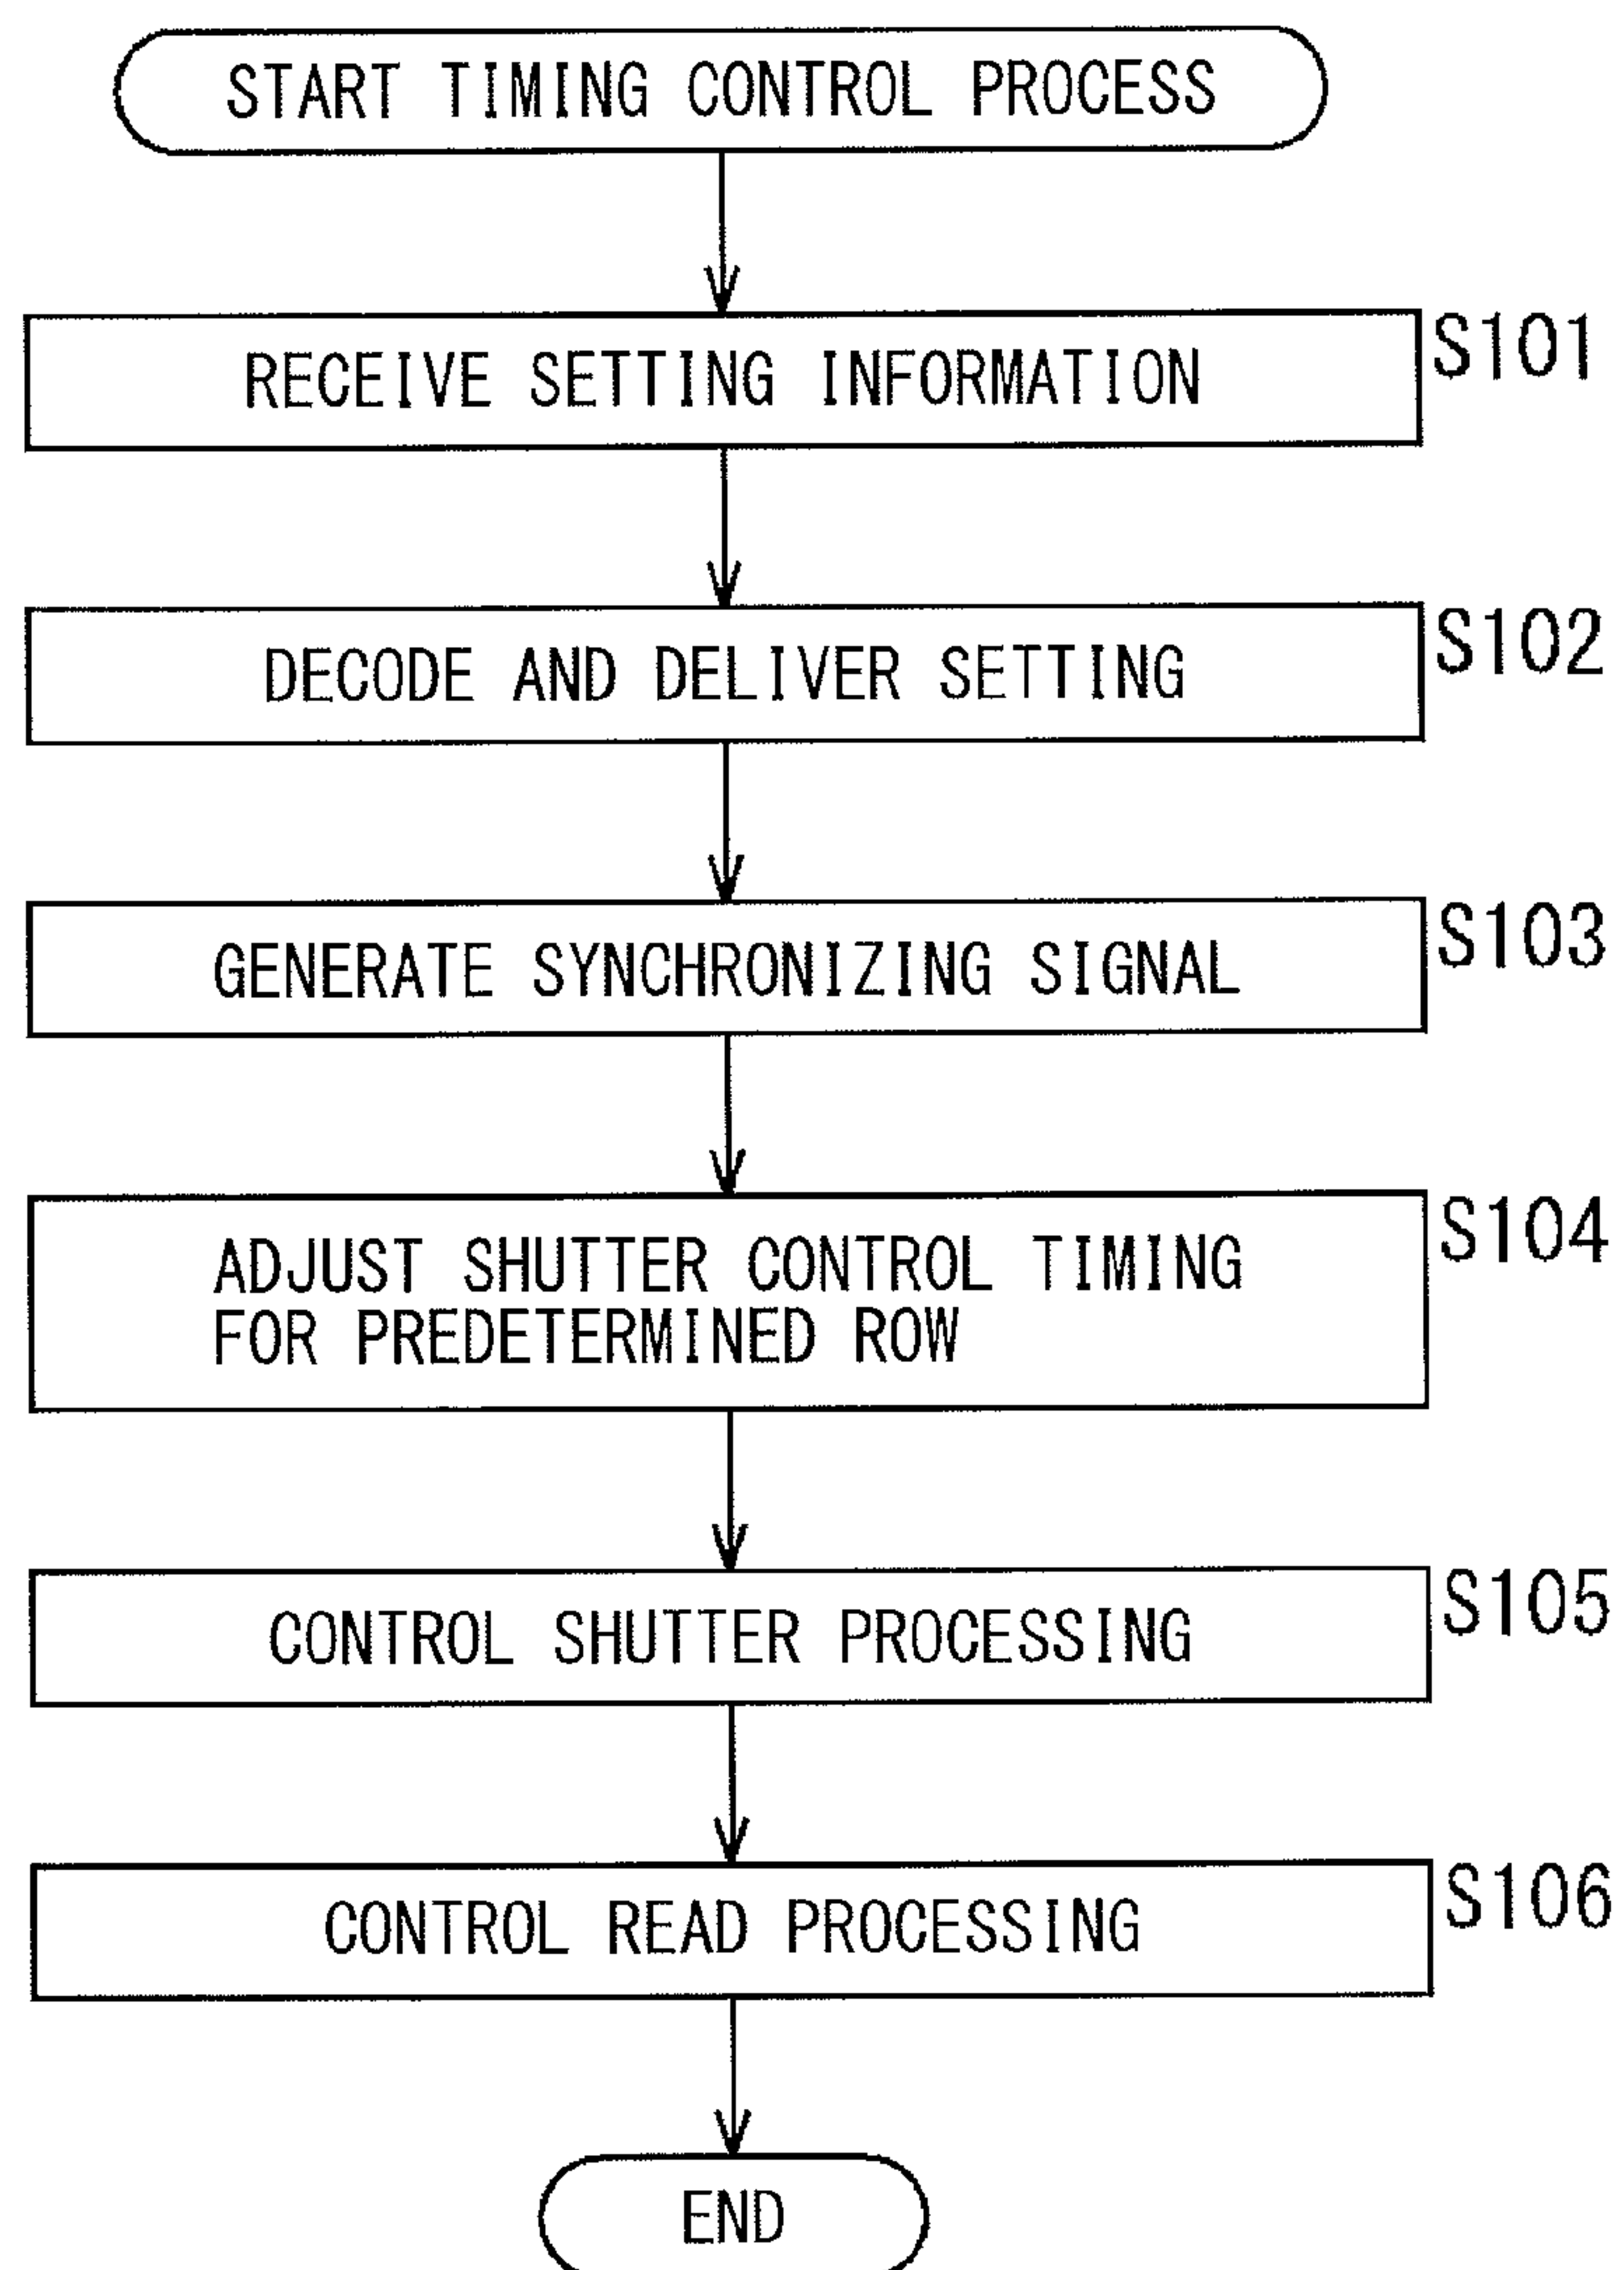 START TIMING CONTROL PROCESS
RECEIVE SETTING INFORMATION
S101
DECODE AND DELIVER SETTING
S102
GENERATE SYNCHRONIZING SIGNAL
S103
ADJUST SHUTTER CONTROL TIMING
FOR PREDETERMINED ROW
S104
CONTROL SHUTTER PROCESSING
S105
CONTROL READ PROCESSING
S106
END